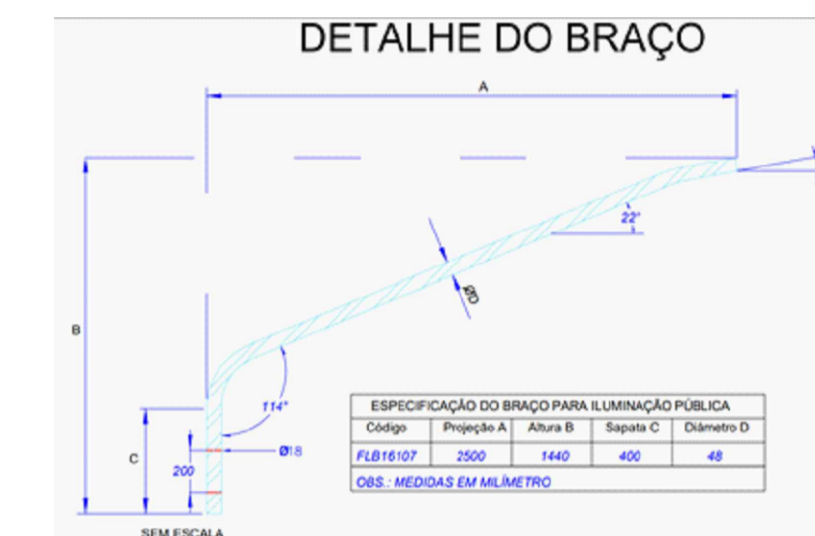 DETALHE DO BRAÇO
A
22°
ØD
B
114°
C
200
Ø18
ESPECIFICAÇÃO DO BRAÇO PARA ILUMINAÇÃO PÚBLICA
Código Projeção A Altura B Sapata C Diâmetro D
FLB16107 2500 1440 400 48
OBS.: MEDIDAS EM MILÍMETRO
SEM ESCALA